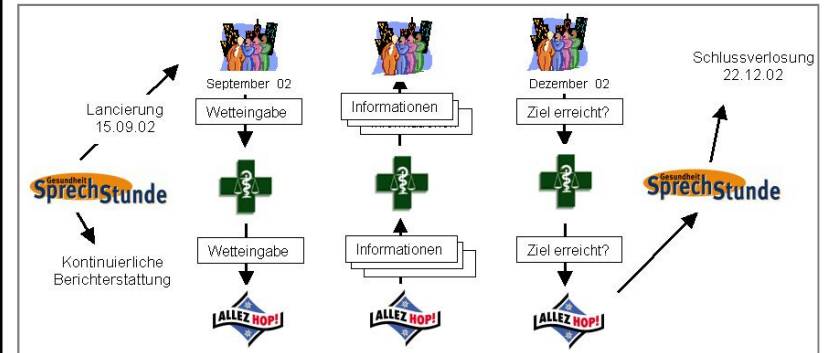 September 02
Dezember 02
Schlussverlosung
22.12.02
Lancierung
15.09.02
Wetteingabe
Informationen
Ziel erreicht?
Gesundheit
Sprechstunde
Gesundheit
Sprechstunde
Kontinuierliche
Berichterstattung
Wetteingabe
Informationen
Ziel erreicht?
ALLEZ HOP!
ALLEZ HOP!
ALLEZ HOP!